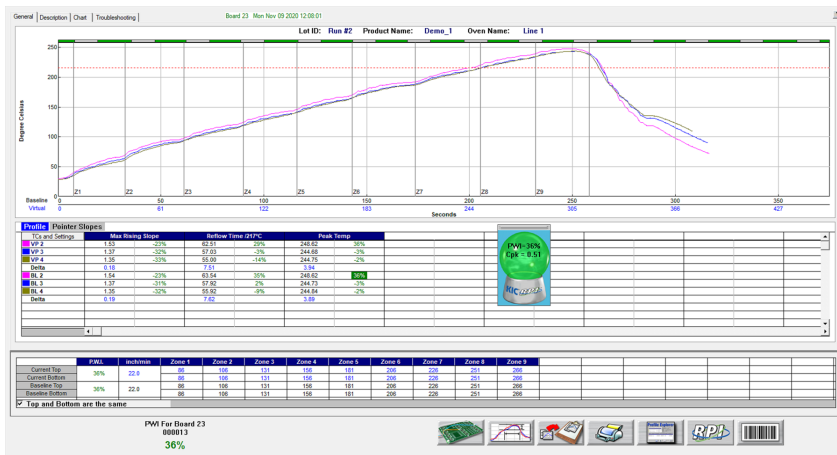 General Description Chart Troubleshooting Board 23 Mon Nov 09 2020 12:08:01
Lot ID: Run #2 Product Name: Demo_1 Oven Name: Line 1
250
200
150
100
50
Degree Celsius
Z1 Z2 Z3 Z4 Z5 Z6 Z7 Z8 Z9
Baseline 0 50 100 150 200 250 300 350
Virtual 0 61 122 183 244 305 366 427
Seconds
Profile Pointer Slopes
TCs and Settings Max Rising Slope Reflow Time /217°C Peak Temp
VP 2 1.53 -23% 62.51 29% 248.62 36%
VP 3 1.37 -32% 57.03 -3% 244.68 -3%
VP 4 1.35 -33% 55.00 -14% 244.75 -2%
Delta 0.18 7.51 3.94
BL 2 1.54 -23% 63.54 35% 248.62 36%
BL 3 1.37 -31% 57.92 2% 244.73 -3%
BL 4 1.35 -32% 55.92 -9% 244.84 -2%
Delta 0.19 7.62 3.89
PWI=36%
Cpk = 0.51
KIC RPI
P.W.I. inch/min Zone 1 Zone 2 Zone 3 Zone 4 Zone 5 Zone 6 Zone 7 Zone 8 Zone 9
Current Top 36% 22.0 86 106 131 156 181 206 226 251 266
Current Bottom 86 106 131 156 181 206 226 251 266
Baseline Top 36% 22.0 86 106 131 156 181 206 226 251 266
Baseline Bottom 86 106 131 156 181 206 226 251 266
Top and Bottom are the same
PWI For Board 23
000013
36%
Profile Explorer
RPI